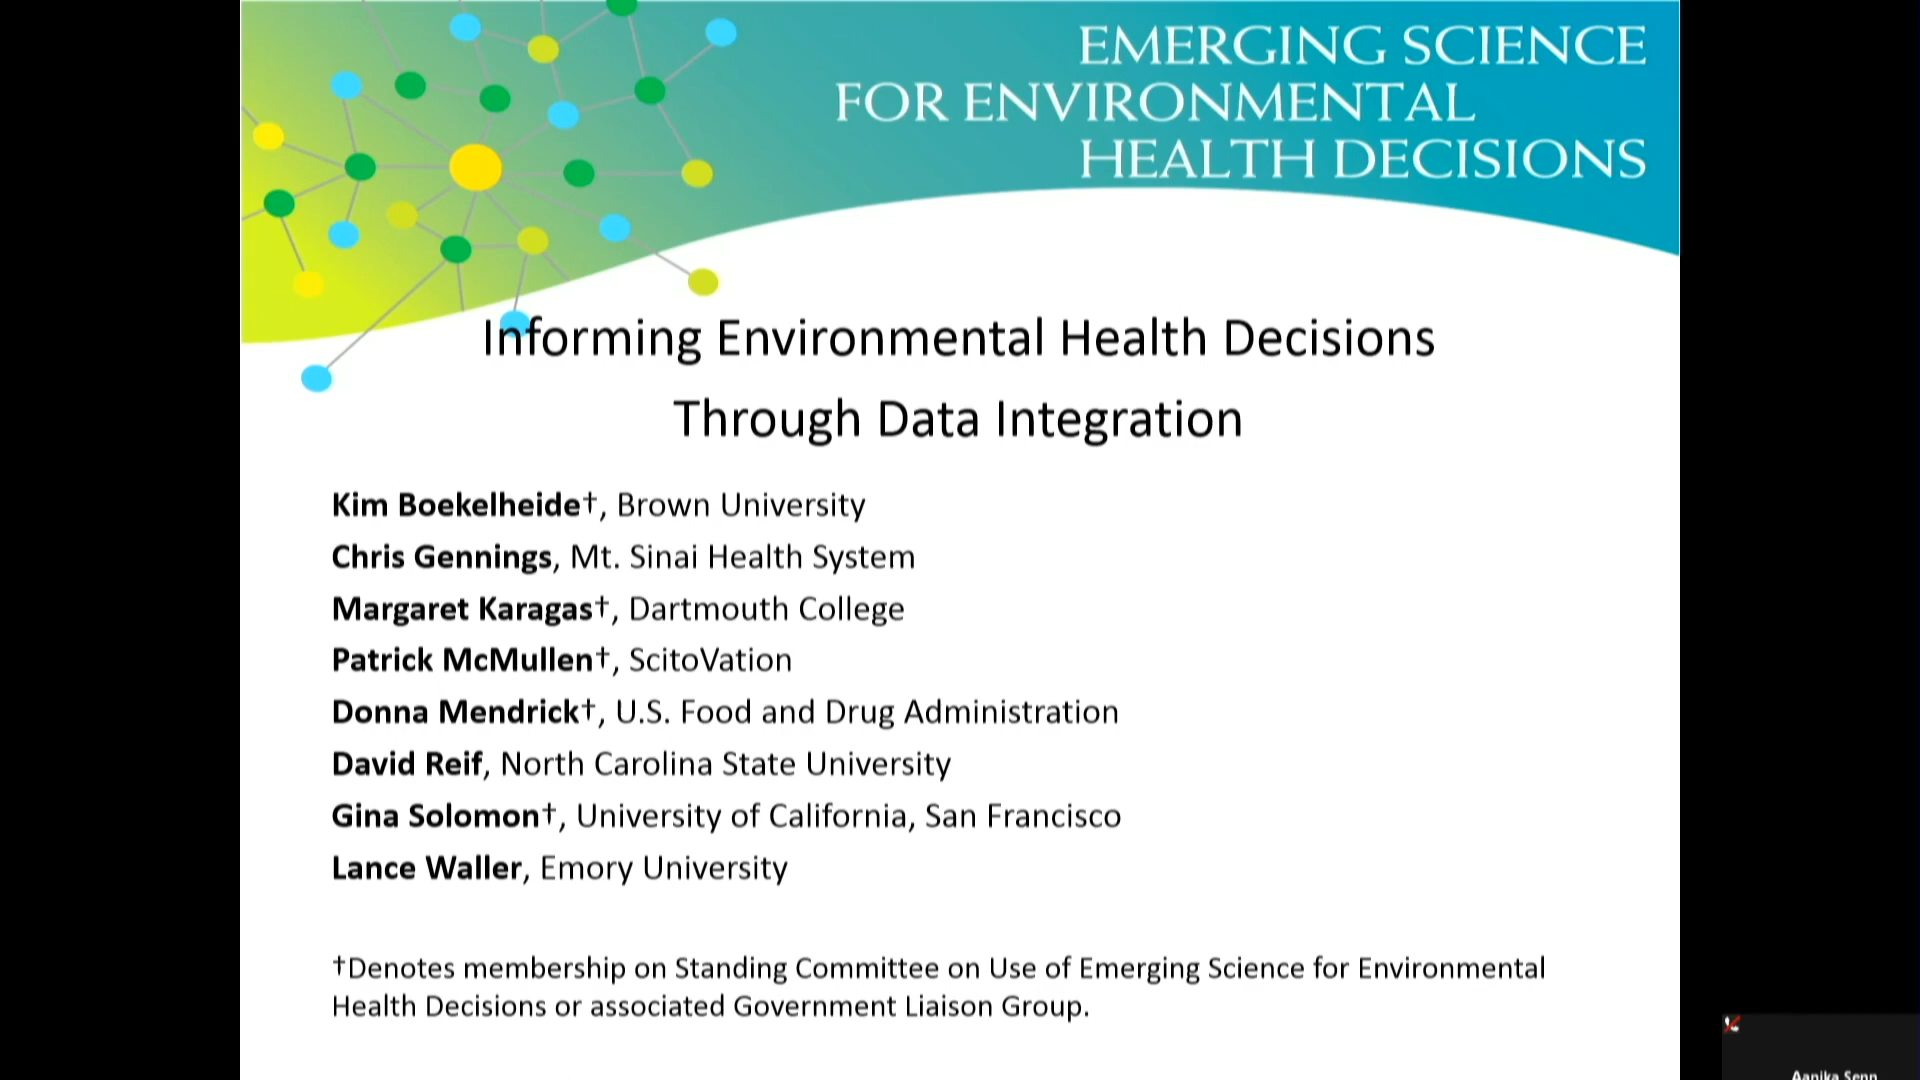 EMERGING SCIENCE
FOR ENVIRONMENTAL
HEALTH DECISIONS
Informing Environmental Health Decisions
Through Data Integration
Kim Boekelheide†, Brown University
Chris Gennings, Mt. Sinai Health System
Margaret Karagas†, Dartmouth College
Patrick McMullen†, ScitoVation
Donna Mendrick†, U.S. Food and Drug Administration
David Reif, North Carolina State University
Gina Solomon†, University of California, San Francisco
Lance Waller, Emory University
†Denotes membership on Standing Committee on Use of Emerging Science for Environmental
Health Decisions or associated Government Liaison Group.